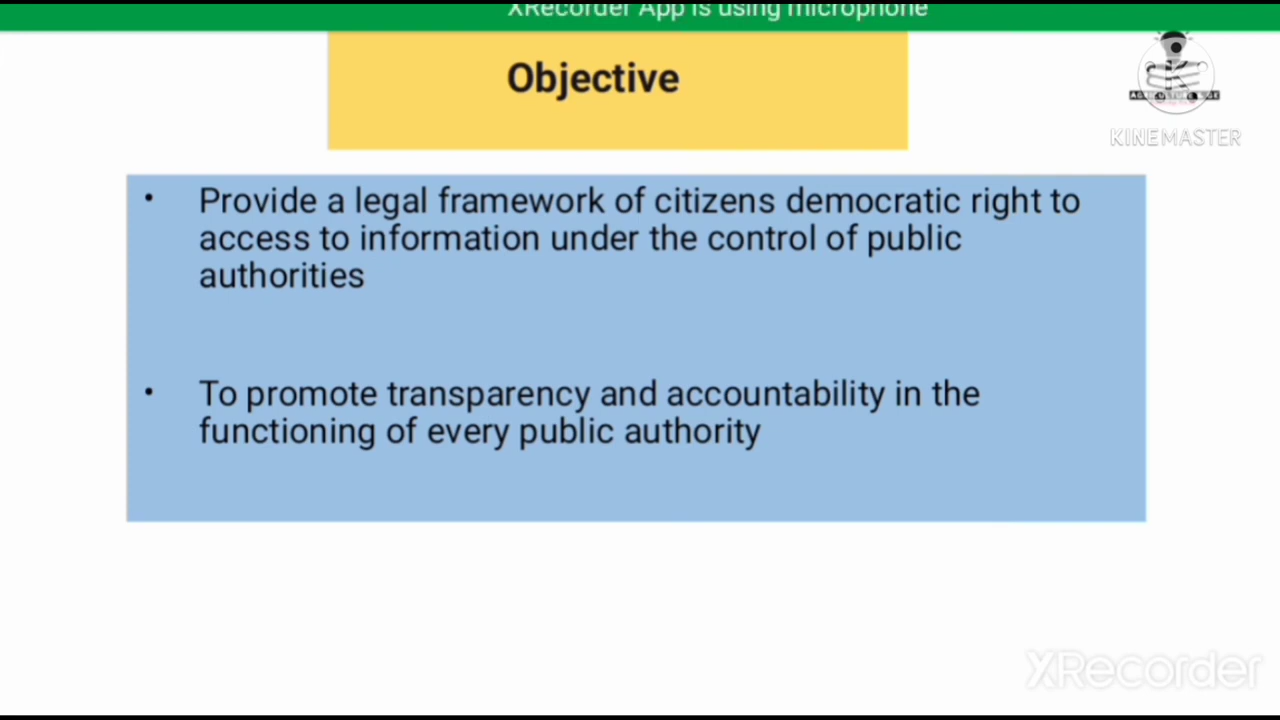 XRecorder App is using microphone
Objective
KINEMASTER
• Provide a legal framework of citizens democratic right to
access to information under the control of public
authorities
• To promote transparency and accountability in the
functioning of every public authority
XRecorder